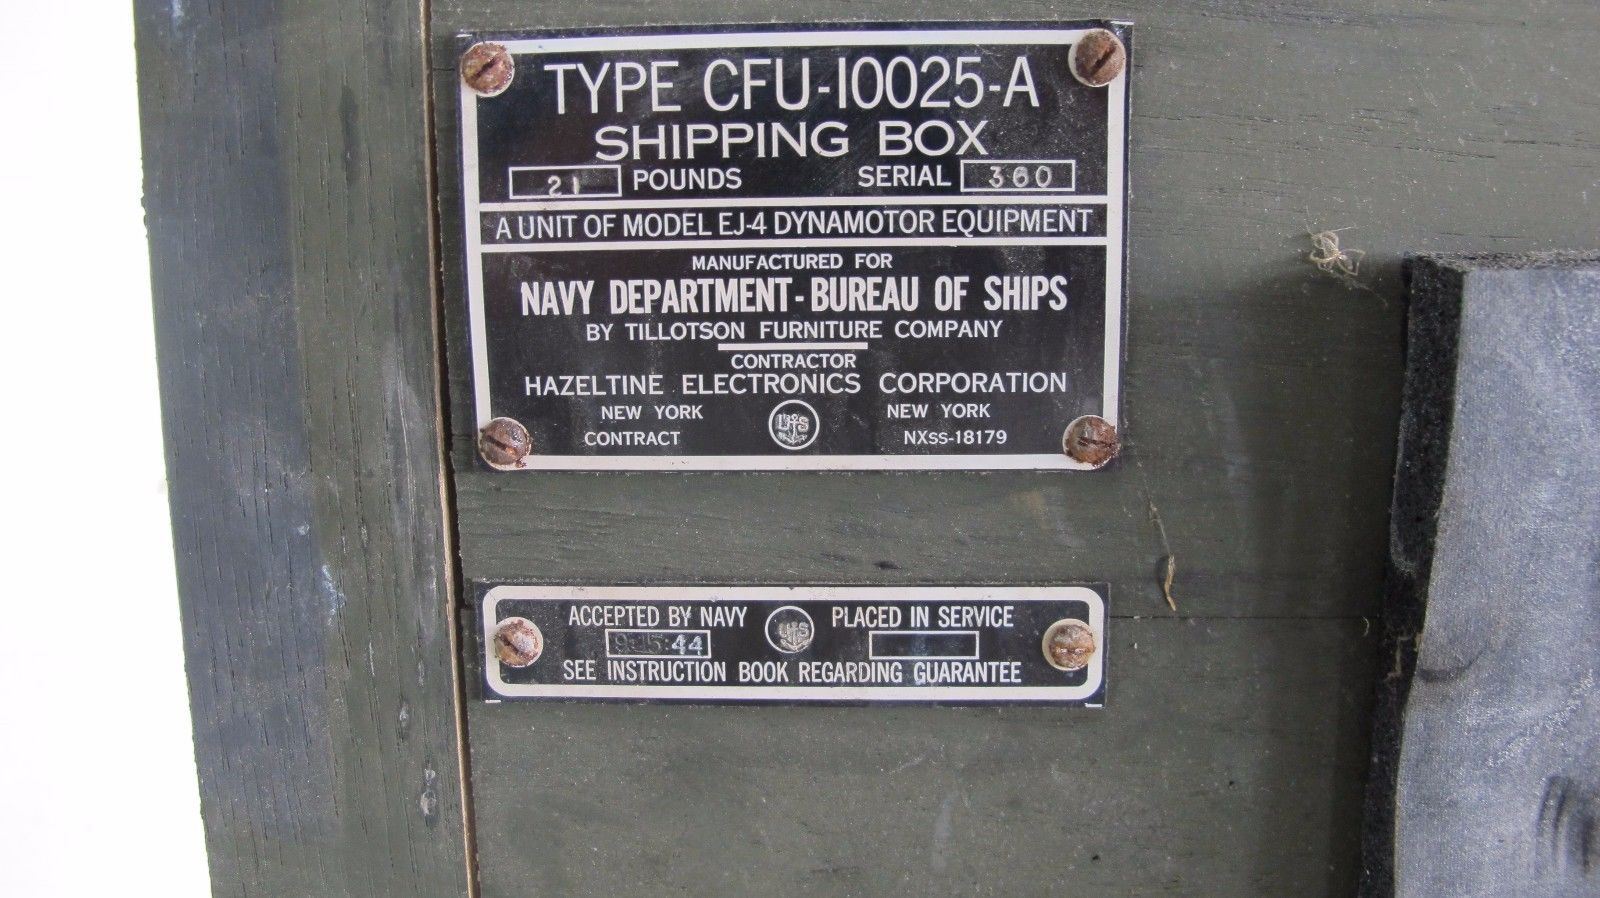 TYPE CFU-10025-A
SHIPPING BOX
21 POUNDS SERIAL 360
A UNIT OF MODEL EJ-4 DYNAMOTOR EQUIPMENT
MANUFACTURED FOR
NAVY DEPARTMENT - BUREAU OF SHIPS
BY TILLOTSON FURNITURE COMPANY
CONTRACTOR
HAZELTINE ELECTRONICS CORPORATION
NEW YORK US NEW YORK
CONTRACT NXss-18179
ACCEPTED BY NAVY US PLACED IN SERVICE
9:15:44
SEE INSTRUCTION BOOK REGARDING GUARANTEE